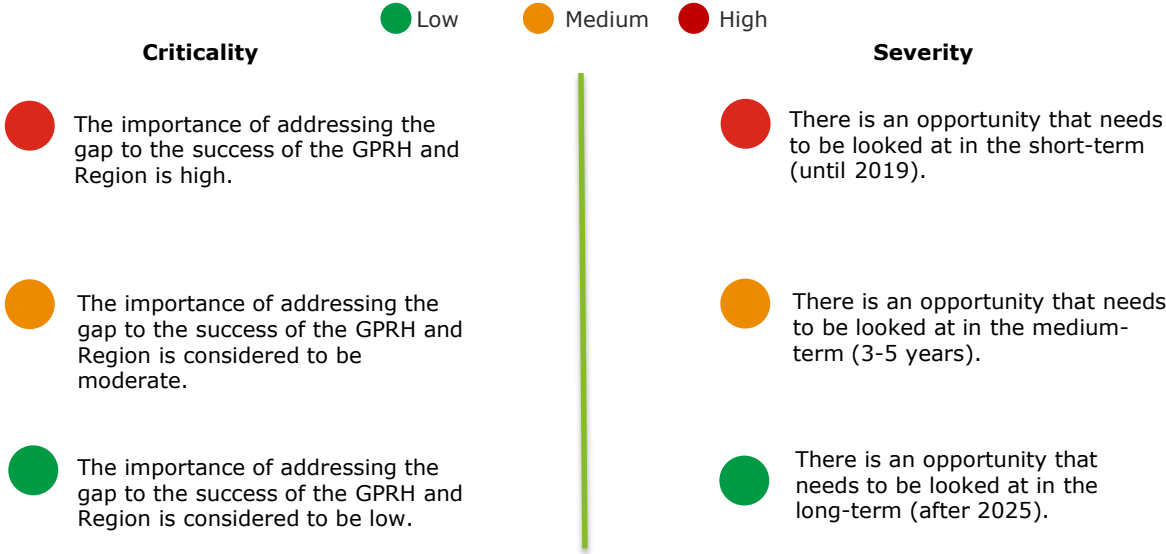 Low Medium High
Criticality
The importance of addressing the
gap to the success of the GPRH and
Region is high.
The importance of addressing the
gap to the success of the GPRH and
Region is considered to be
moderate.
The importance of addressing the
gap to the success of the GPRH and
Region is considered to be low.
Severity
There is an opportunity that needs
to be looked at in the short-term
(until 2019).
There is an opportunity that needs
to be looked at in the medium-
term (3-5 years).
There is an opportunity that
needs to be looked at in the
long-term (after 2025).